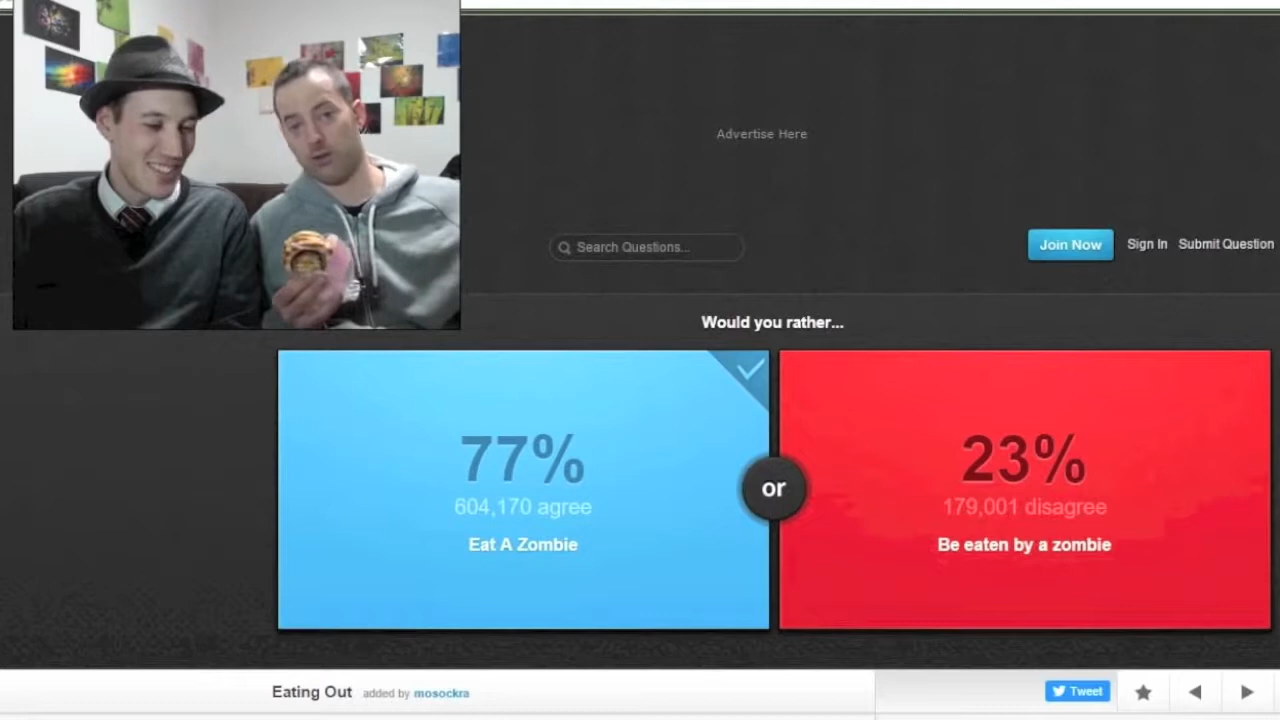 Advertise Here
Search Questions...
Join Now
Sign In
Submit Question
Would you rather...
77%
604,170 agree
Eat A Zombie
or
23%
179,001 disagree
Be eaten by a zombie
Eating Out added by mosockra
Tweet